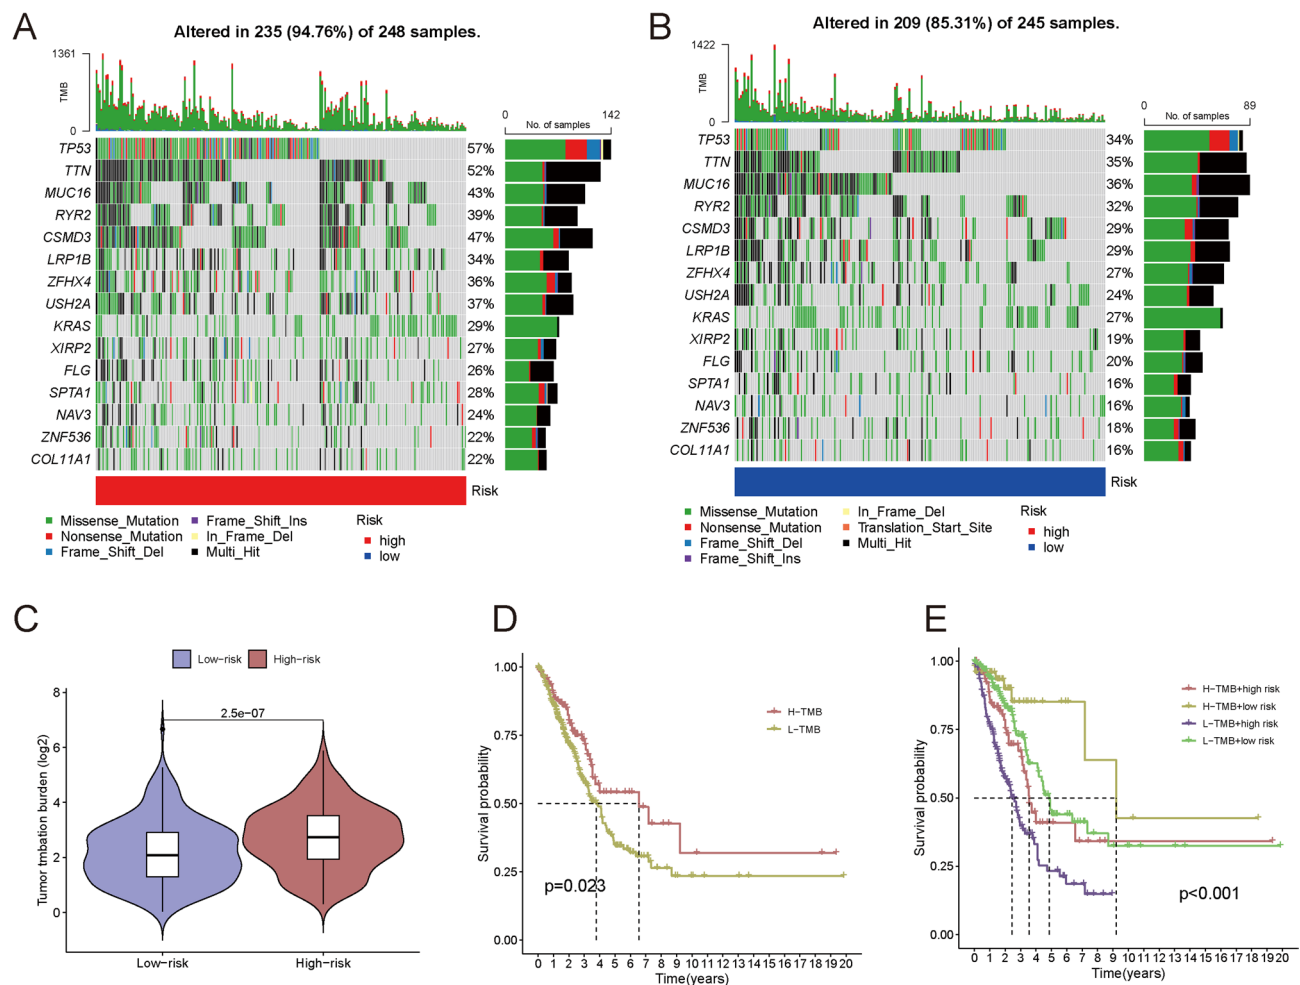 A
Altered in 235 (94.76%) of 248 samples.
1361
TMB
0
0 142
No. of samples
TP53 57%
TTN 52%
MUC16 43%
RYR2 39%
CSMD3 47%
LRP1B 34%
ZFHX4 36%
USH2A 37%
KRAS 29%
XIRP2 27%
FLG 26%
SPTA1 28%
NAV3 24%
ZNF536 22%
COL11A1 22%
Risk
Missense_Mutation Frame_Shift_Ins Risk
Nonsense_Mutation In_Frame_Del high
Frame_Shift_Del Multi_Hit low
B
Altered in 209 (85.31%) of 245 samples.
1422
TMB
0
0 89
No. of samples
TP53 34%
TTN 35%
MUC16 36%
RYR2 32%
CSMD3 29%
LRP1B 29%
ZFHX4 27%
USH2A 24%
KRAS 27%
XIRP2 19%
FLG 20%
SPTA1 16%
NAV3 16%
ZNF536 18%
COL11A1 16%
Risk
Missense_Mutation In_Frame_Del Risk
Nonsense_Mutation Translation_Start_Site high
Frame_Shift_Del Multi_Hit low
Frame_Shift_Ins
C
Low-risk High-risk
8
6
4
2
0
Tumor tmbation burden (log2)
2.5e-07
Low-risk High-risk
D
H-TMB
L-TMB
1.00
0.75
0.50
0.25
0.00
Survival probability
p=0.023
0 1 2 3 4 5 6 7 8 9 10 11 12 13 14 15 16 17 18 19 20
Time(years)
E
H-TMB+high risk
H-TMB+low risk
L-TMB+high risk
L-TMB+low risk
1.00
0.75
0.50
0.25
0.00
Survival probability
p<0.001
0 1 2 3 4 5 6 7 8 9 10 11 12 13 14 15 16 17 18 19 20
Time(years)